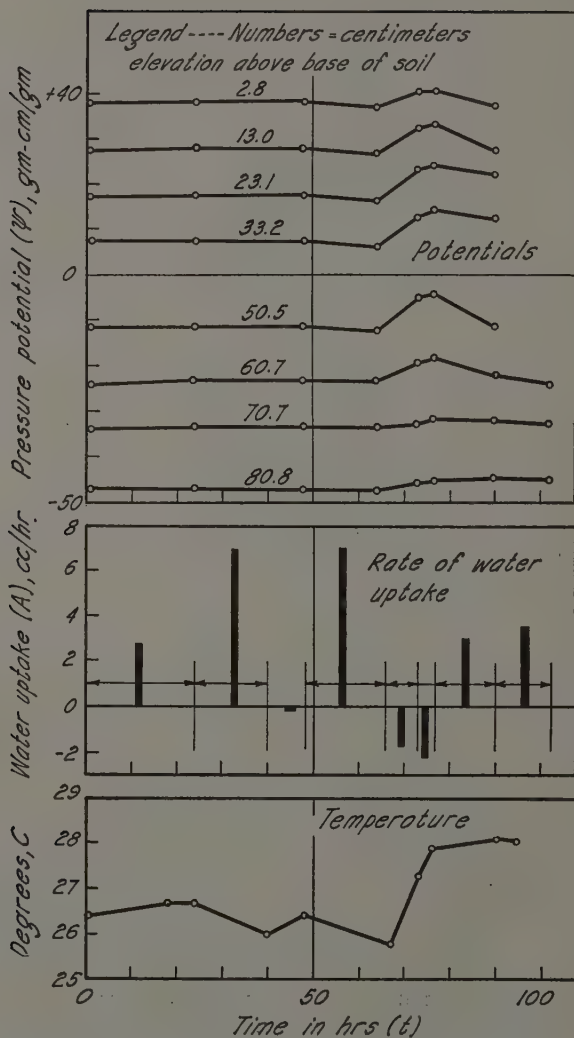 Legend ---- Numbers = centimeters
elevation above base of soil
Pressure potential (Ψ), gm-cm/gm
+40
0
-50
2.8
13.0
23.1
33.2
Potentials
50.5
60.7
70.7
80.8
Water uptake (A), cc/hr.
8
6
4
2
0
-2
Rate of water
uptake
Degrees, C
29
28
27
26
25
Temperature
0
50
100
Time in hrs (t)